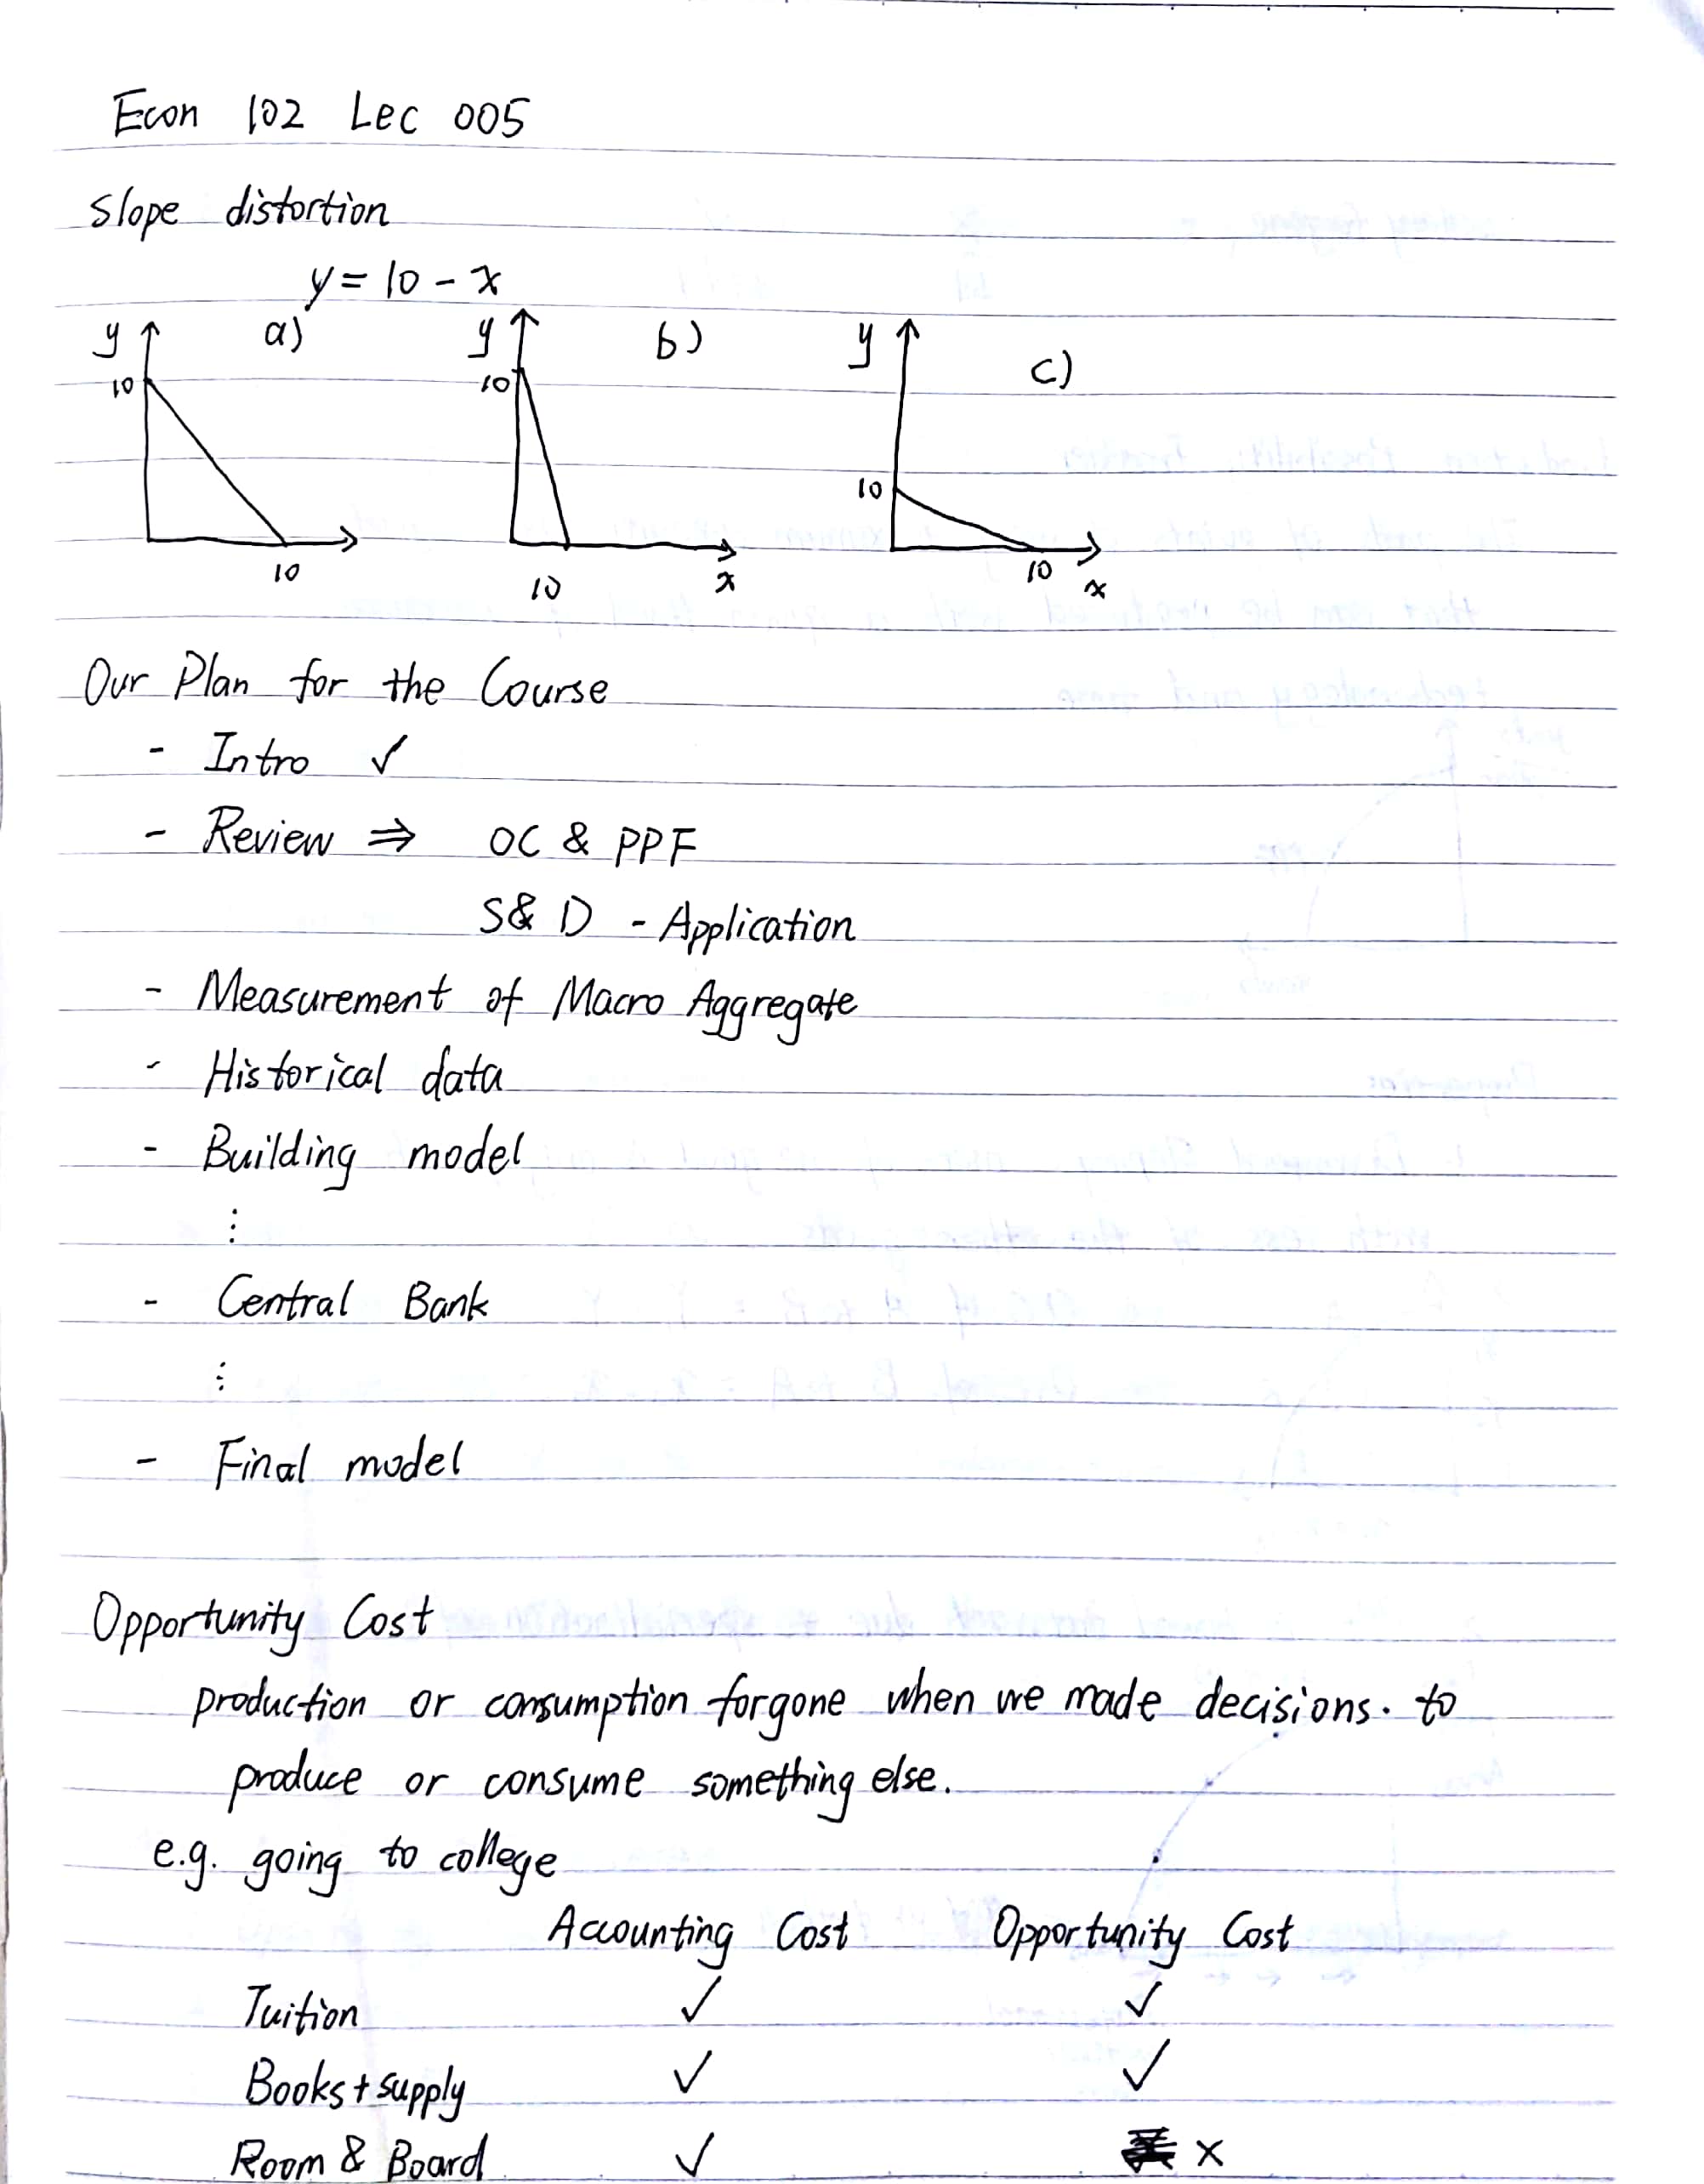 Econ 102 Lec 005
Slope distortion
y = 10 - x
y a) y b) y c)
10 10
10
10 10 x 10 x
Our Plan for the Course
- Intro ✓
- Review ⇒ OC & PPF
S & D - Application
- Measurement of Macro Aggregate
- Historical data
- Building model
⋮
- Central Bank
⋮
- Final model
Opportunity Cost
production or consumption forgone when we made decisions. to
produce or consume something else.
e.g. going to college
Accounting Cost Opportunity Cost
Tuition ✓ ✓
Books + supply ✓ ✓
Room & Board ✓ x